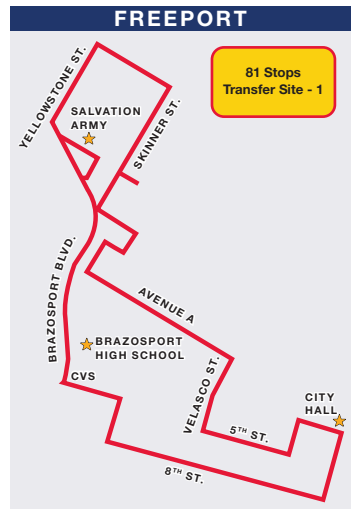 FREEPORT
81 Stops
Transfer Site - 1
YELLOWSTONE ST.
SALVATION
ARMY
SKINNER ST.
BRAZOSPORT BLVD.
AVENUE A
BRAZOSPORT
HIGH SCHOOL
CVS
VELASCO ST.
CITY
HALL
5TH ST.
8TH ST.